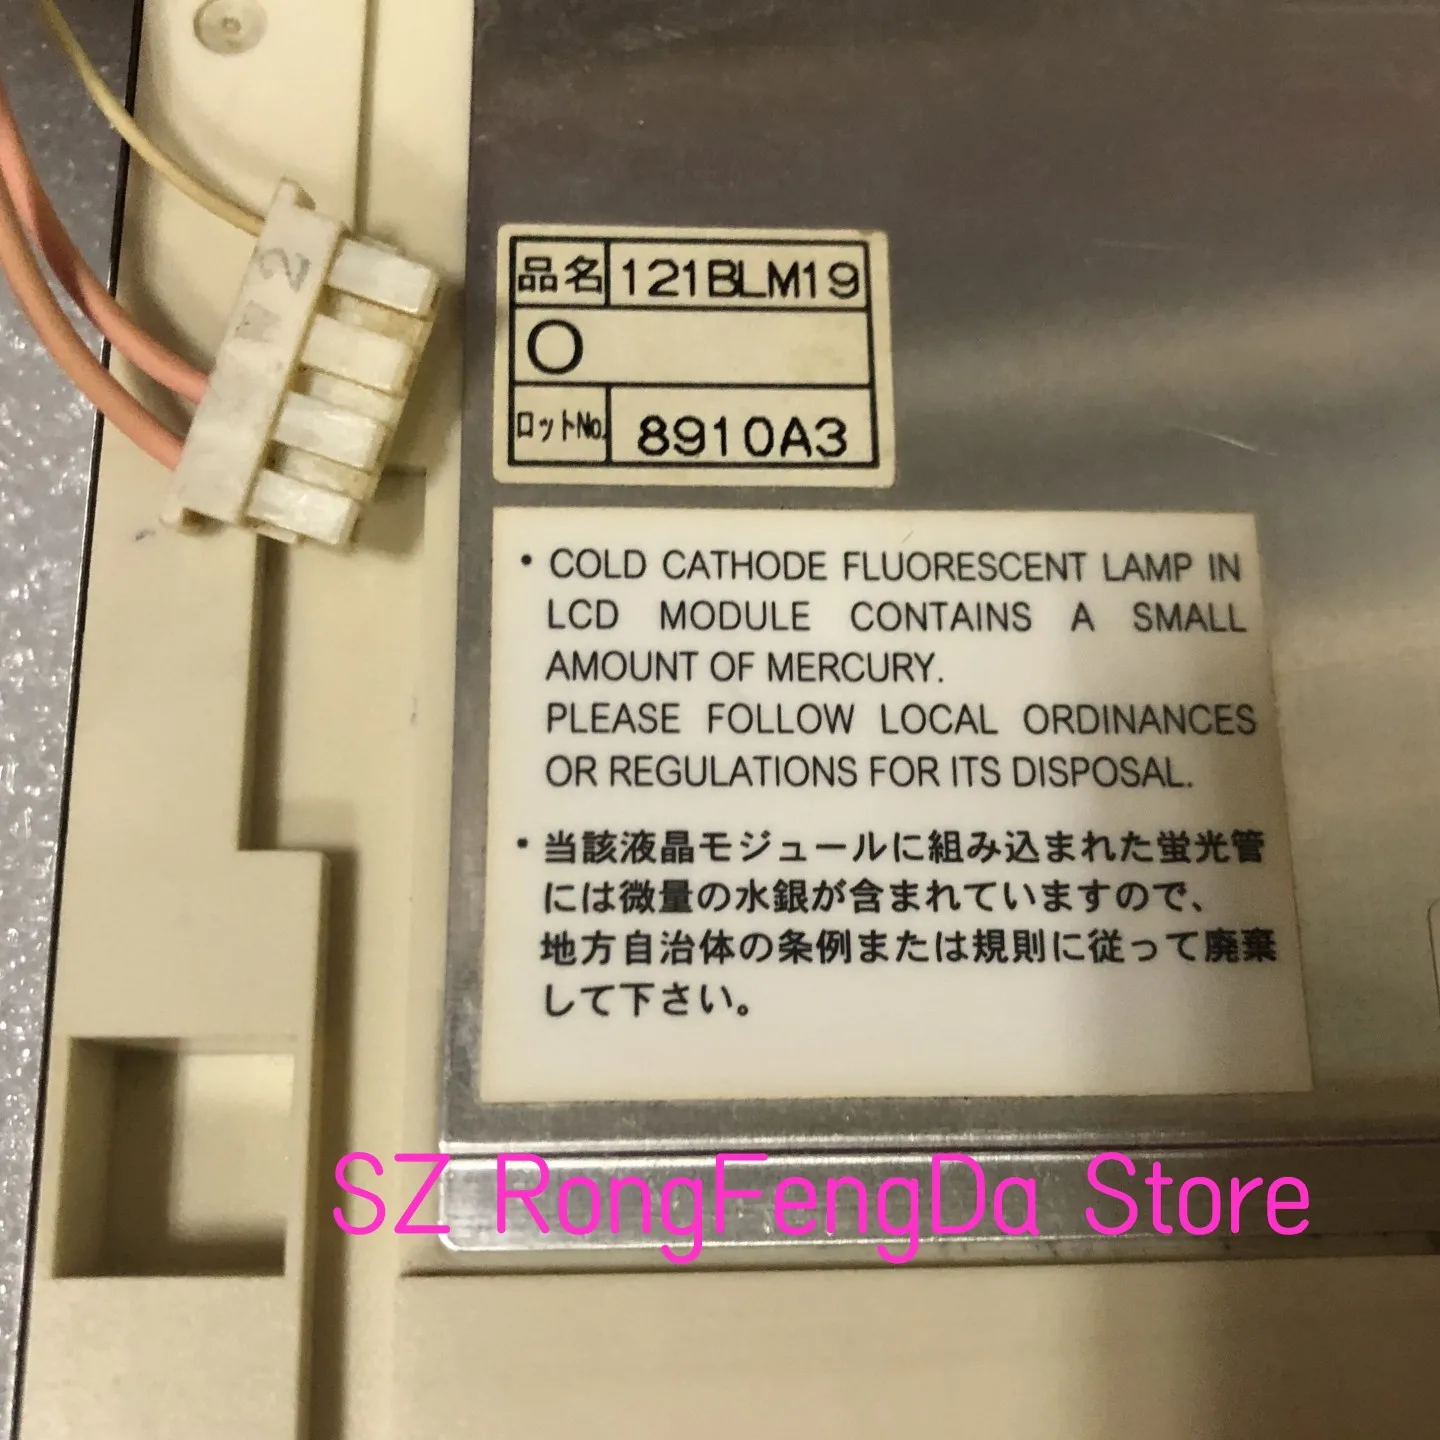 2
品名 121BLM19
O
ロットNo. 8910A3
• COLD CATHODE FLUORESCENT LAMP IN
LCD MODULE CONTAINS A SMALL
AMOUNT OF MERCURY.
PLEASE FOLLOW LOCAL ORDINANCES
OR REGULATIONS FOR ITS DISPOSAL.
・当該液晶モジュールに組み込まれた蛍光管
には微量の水銀が含まれていますので、
地方自治体の条例または規則に従って廃棄
して下さい。
SZ RongFengDa Store